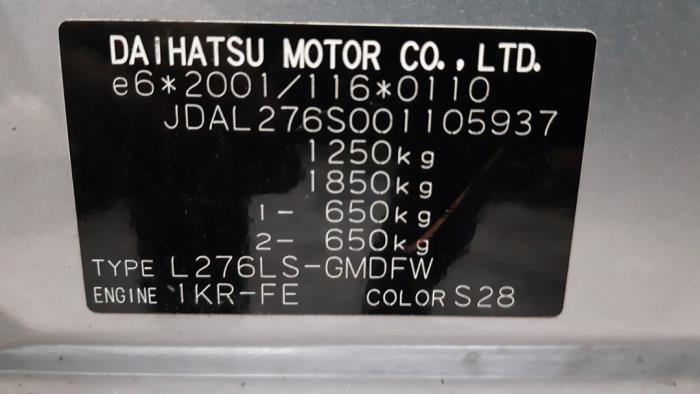 DAIHATSU MOTOR CO., LTD.
e6*2001/116*0110
JDAL276S001105937
1250kg
1850kg
1- 650kg
2- 650kg
TYPE L276LS-GMDFW
ENGINE 1KR-FE COLOR S28